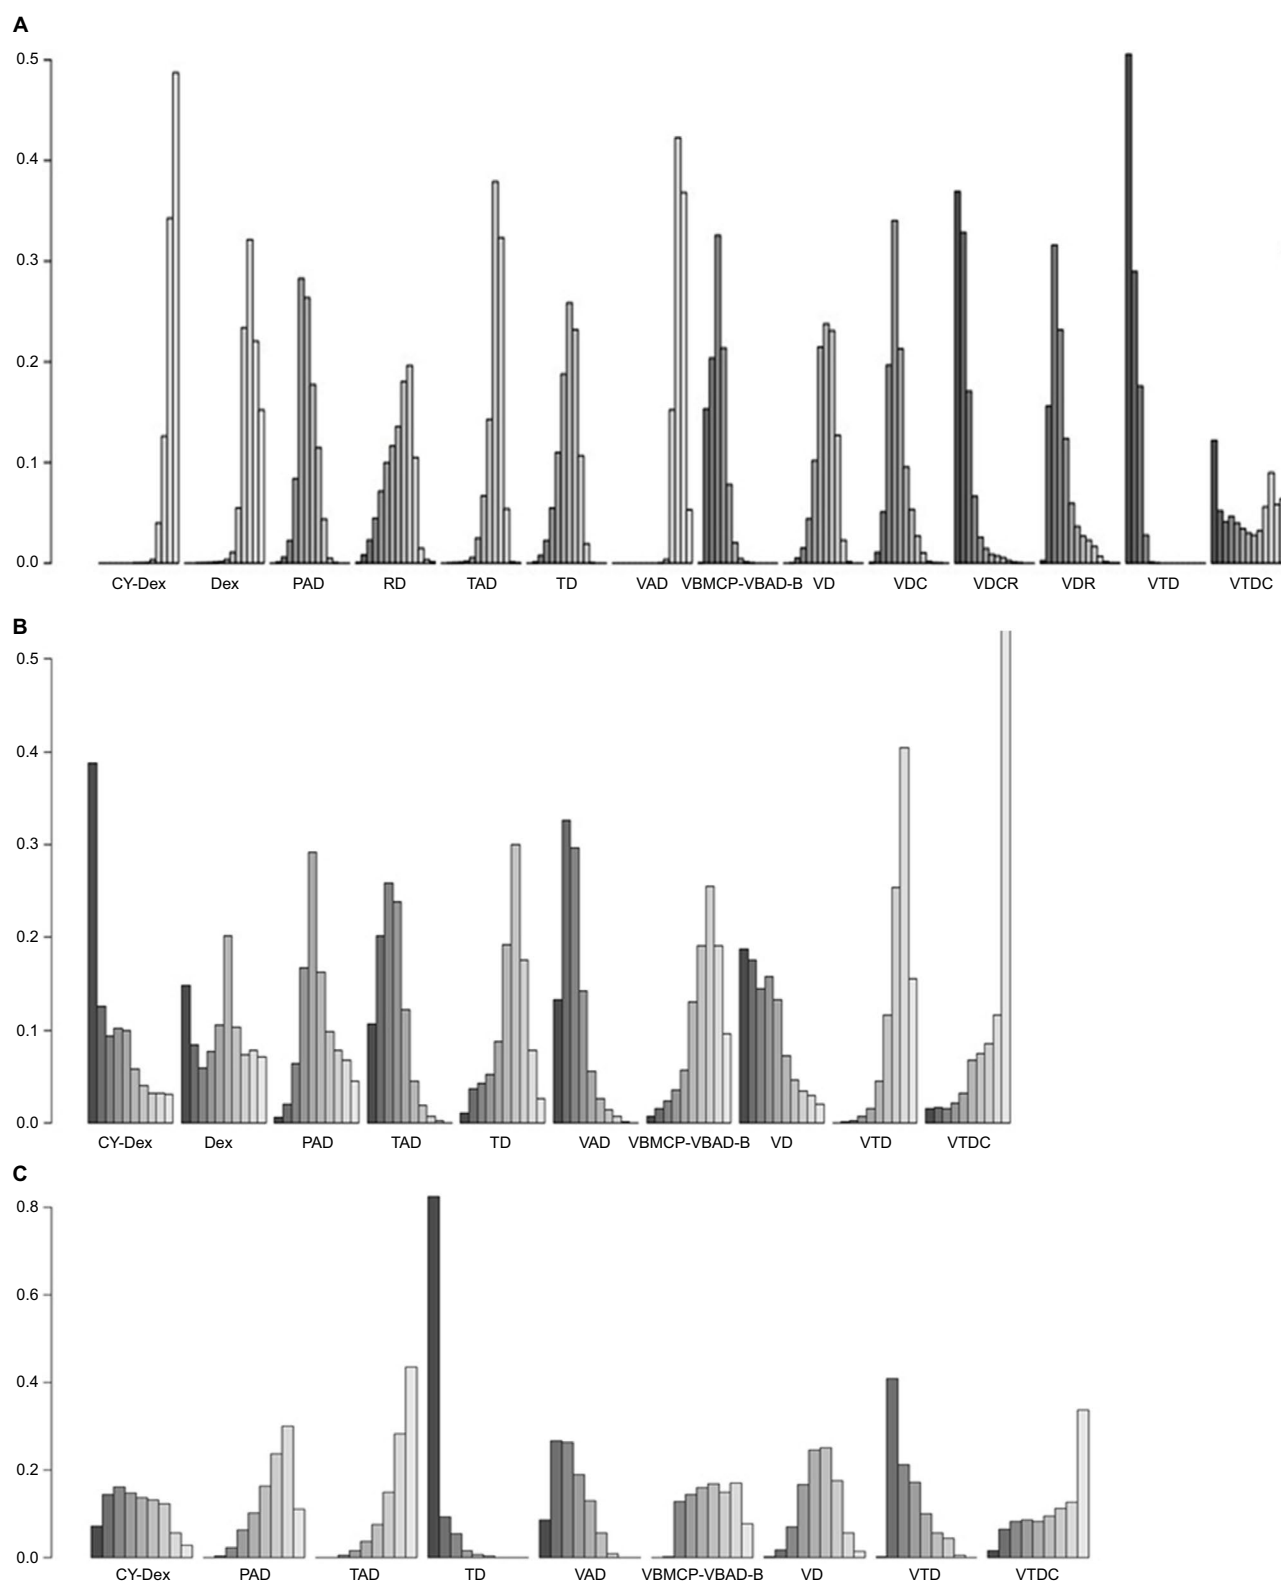 A
0.5
0.4
0.3
0.2
0.1
0.0
CY-Dex Dex PAD RD TAD TD VAD VBMCP-VBAD-B VD VDC VDCR VDR VTD VTDC
B
0.5
0.4
0.3
0.2
0.1
0.0
CY-Dex Dex PAD TAD TD VAD VBMCP-VBAD-B VD VTD VTDC
C
0.8
0.6
0.4
0.2
0.0
CY-Dex PAD TAD TD VAD VBMCP-VBAD-B VD VTD VTDC